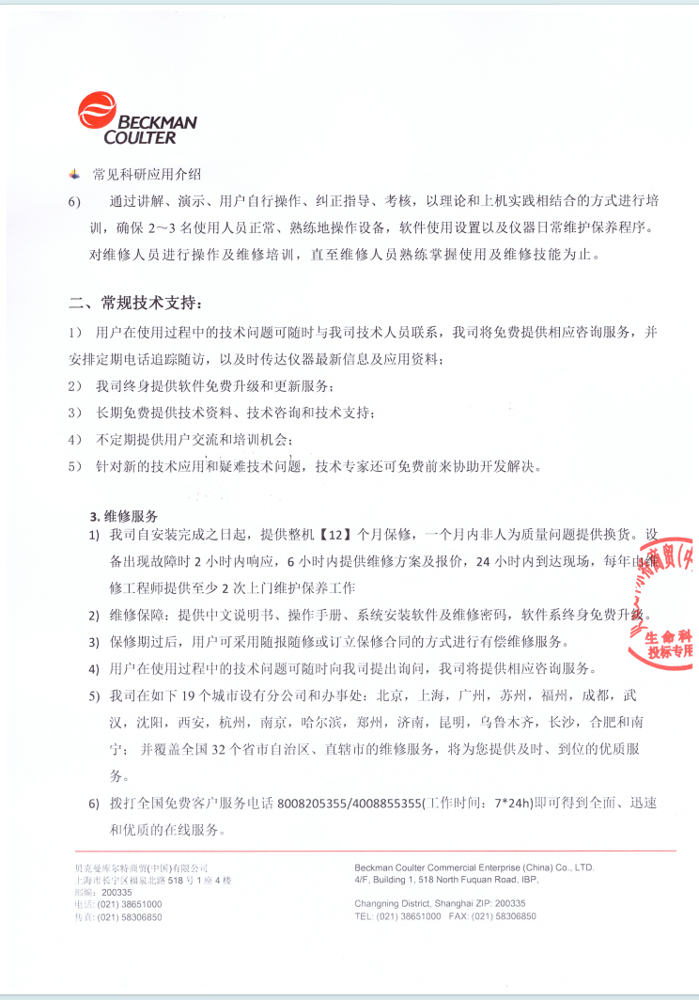 BECKMAN
COULTER
常见科研应用介绍
6) 通过讲解、演示、用户自行操作、纠正指导、考核，以理论和上机实践相结合的方式进行培
训，确保 2～3 名使用人员正常、熟练地操作设备，软件使用设置以及仪器日常维护保养程序。
对维修人员进行操作及维修培训，直至维修人员熟练掌握使用及维修技能为止。
二、常规技术支持：
1） 用户在使用过程中的技术问题可随时与我司技术人员联系，我司将免费提供相应咨询服务，并
安排定期电话追踪随访，以及时传达仪器最新信息及应用资料；
2） 我司终身提供软件免费升级和更新服务；
3） 长期免费提供技术资料、技术咨询和技术支持；
4） 不定期提供用户交流和培训机会；
5） 针对新的技术应用和疑难技术问题，技术专家还可免费前来协助开发解决。
3. 维修服务
1) 我司自安装完成之日起，提供整机【12】个月保修，一个月内非人为质量问题提供换货。设
备出现故障时 2 小时内响应，6 小时内提供维修方案及报价，24 小时内到达现场，每年由维
修工程师提供至少 2 次上门维护保养工作
2) 维修保障：提供中文说明书、操作手册、系统安装软件及维修密码，软件系终身免费升级。
3) 保修期过后，用户可采用随报随修或订立保修合同的方式进行有偿维修服务。
4) 用户在使用过程中的技术问题可随时向我司提出询问，我司将提供相应咨询服务。
5) 我司在如下 19 个城市设有分公司和办事处：北京，上海，广州，苏州，福州，成都，武
汉，沈阳，西安，杭州，南京，哈尔滨，郑州，济南，昆明，乌鲁木齐，长沙，合肥和南
宁； 并覆盖全国 32 个省市自治区、直辖市的维修服务，将为您提供及时、到位的优质服
务。
6) 拨打全国免费客户服务电话 8008205355/4008855355(工作时间：7*24h)即可得到全面、迅速
和优质的在线服务。
特商贸(中
生命科
投标专用
贝克曼库尔特商贸(中国)有限公司
上海市长宁区福泉北路 518 号 1 座 4 楼
邮编：200335
电话: (021) 38651000
传真: (021) 58306850
Beckman Coulter Commercial Enterprise (China) Co., LTD.
4/F, Building 1, 518 North Fuquan Road, IBP,
Changning District, Shanghai ZIP: 200335
TEL: (021) 38651000 FAX: (021) 58306850